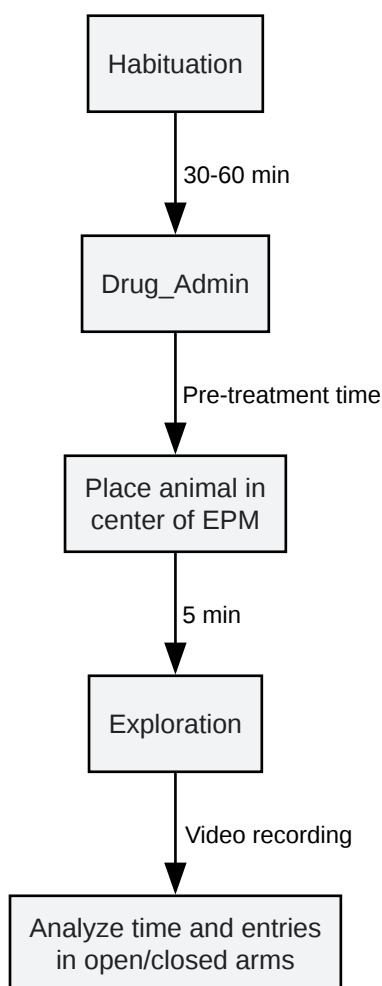 Habituation
30-60 min
Drug_Admin
Pre-treatment time
Place animal in
center of EPM
5 min
Exploration
Video recording
Analyze time and entries
in open/closed arms